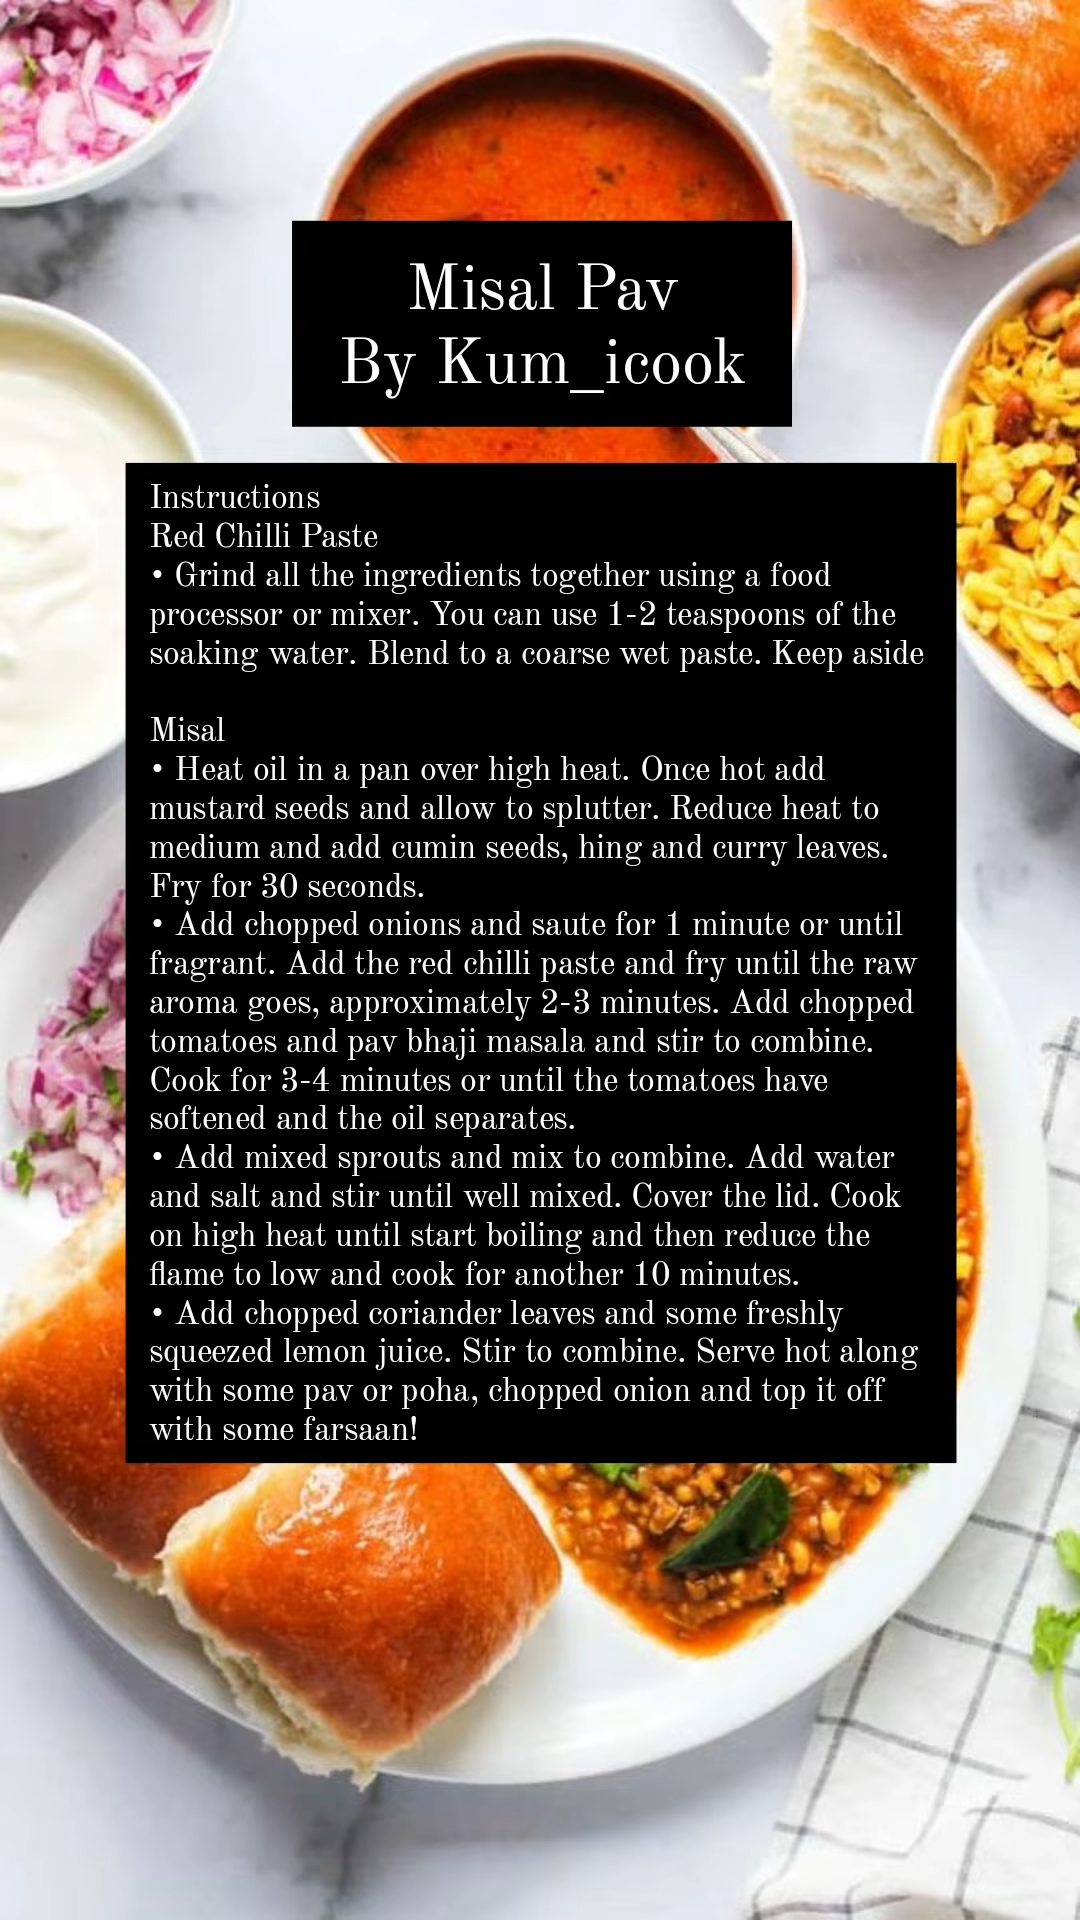 Misal Pav
By Kum_icook
Instructions
Red Chilli Paste
• Grind all the ingredients together using a food
processor or mixer. You can use 1-2 teaspoons of the
soaking water. Blend to a coarse wet paste. Keep aside
Misal
• Heat oil in a pan over high heat. Once hot add
mustard seeds and allow to splutter. Reduce heat to
medium and add cumin seeds, hing and curry leaves.
Fry for 30 seconds.
• Add chopped onions and saute for 1 minute or until
fragrant. Add the red chilli paste and fry until the raw
aroma goes, approximately 2-3 minutes. Add chopped
tomatoes and pav bhaji masala and stir to combine.
Cook for 3-4 minutes or until the tomatoes have
softened and the oil separates.
• Add mixed sprouts and mix to combine. Add water
and salt and stir until well mixed. Cover the lid. Cook
on high heat until start boiling and then reduce the
flame to low and cook for another 10 minutes.
• Add chopped coriander leaves and some freshly
squeezed lemon juice. Stir to combine. Serve hot along
with some pav or poha, chopped onion and top it off
with some farsaan!